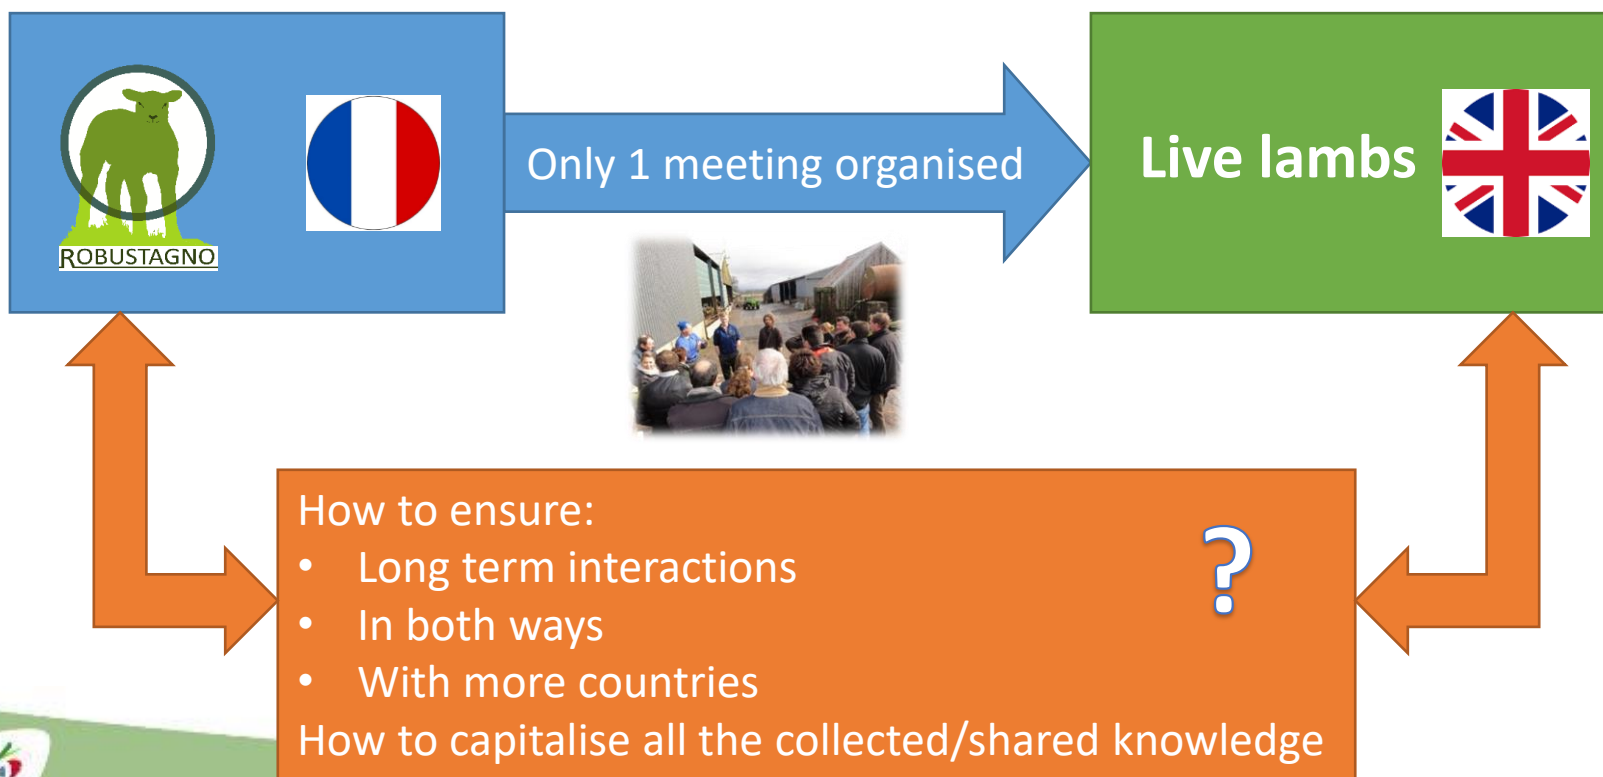 ROBUSTAGNO
Only 1 meeting organised
Live lambs
How to ensure:
• Long term interactions
• In both ways
• With more countries
How to capitalise all the collected/shared knowledge
?